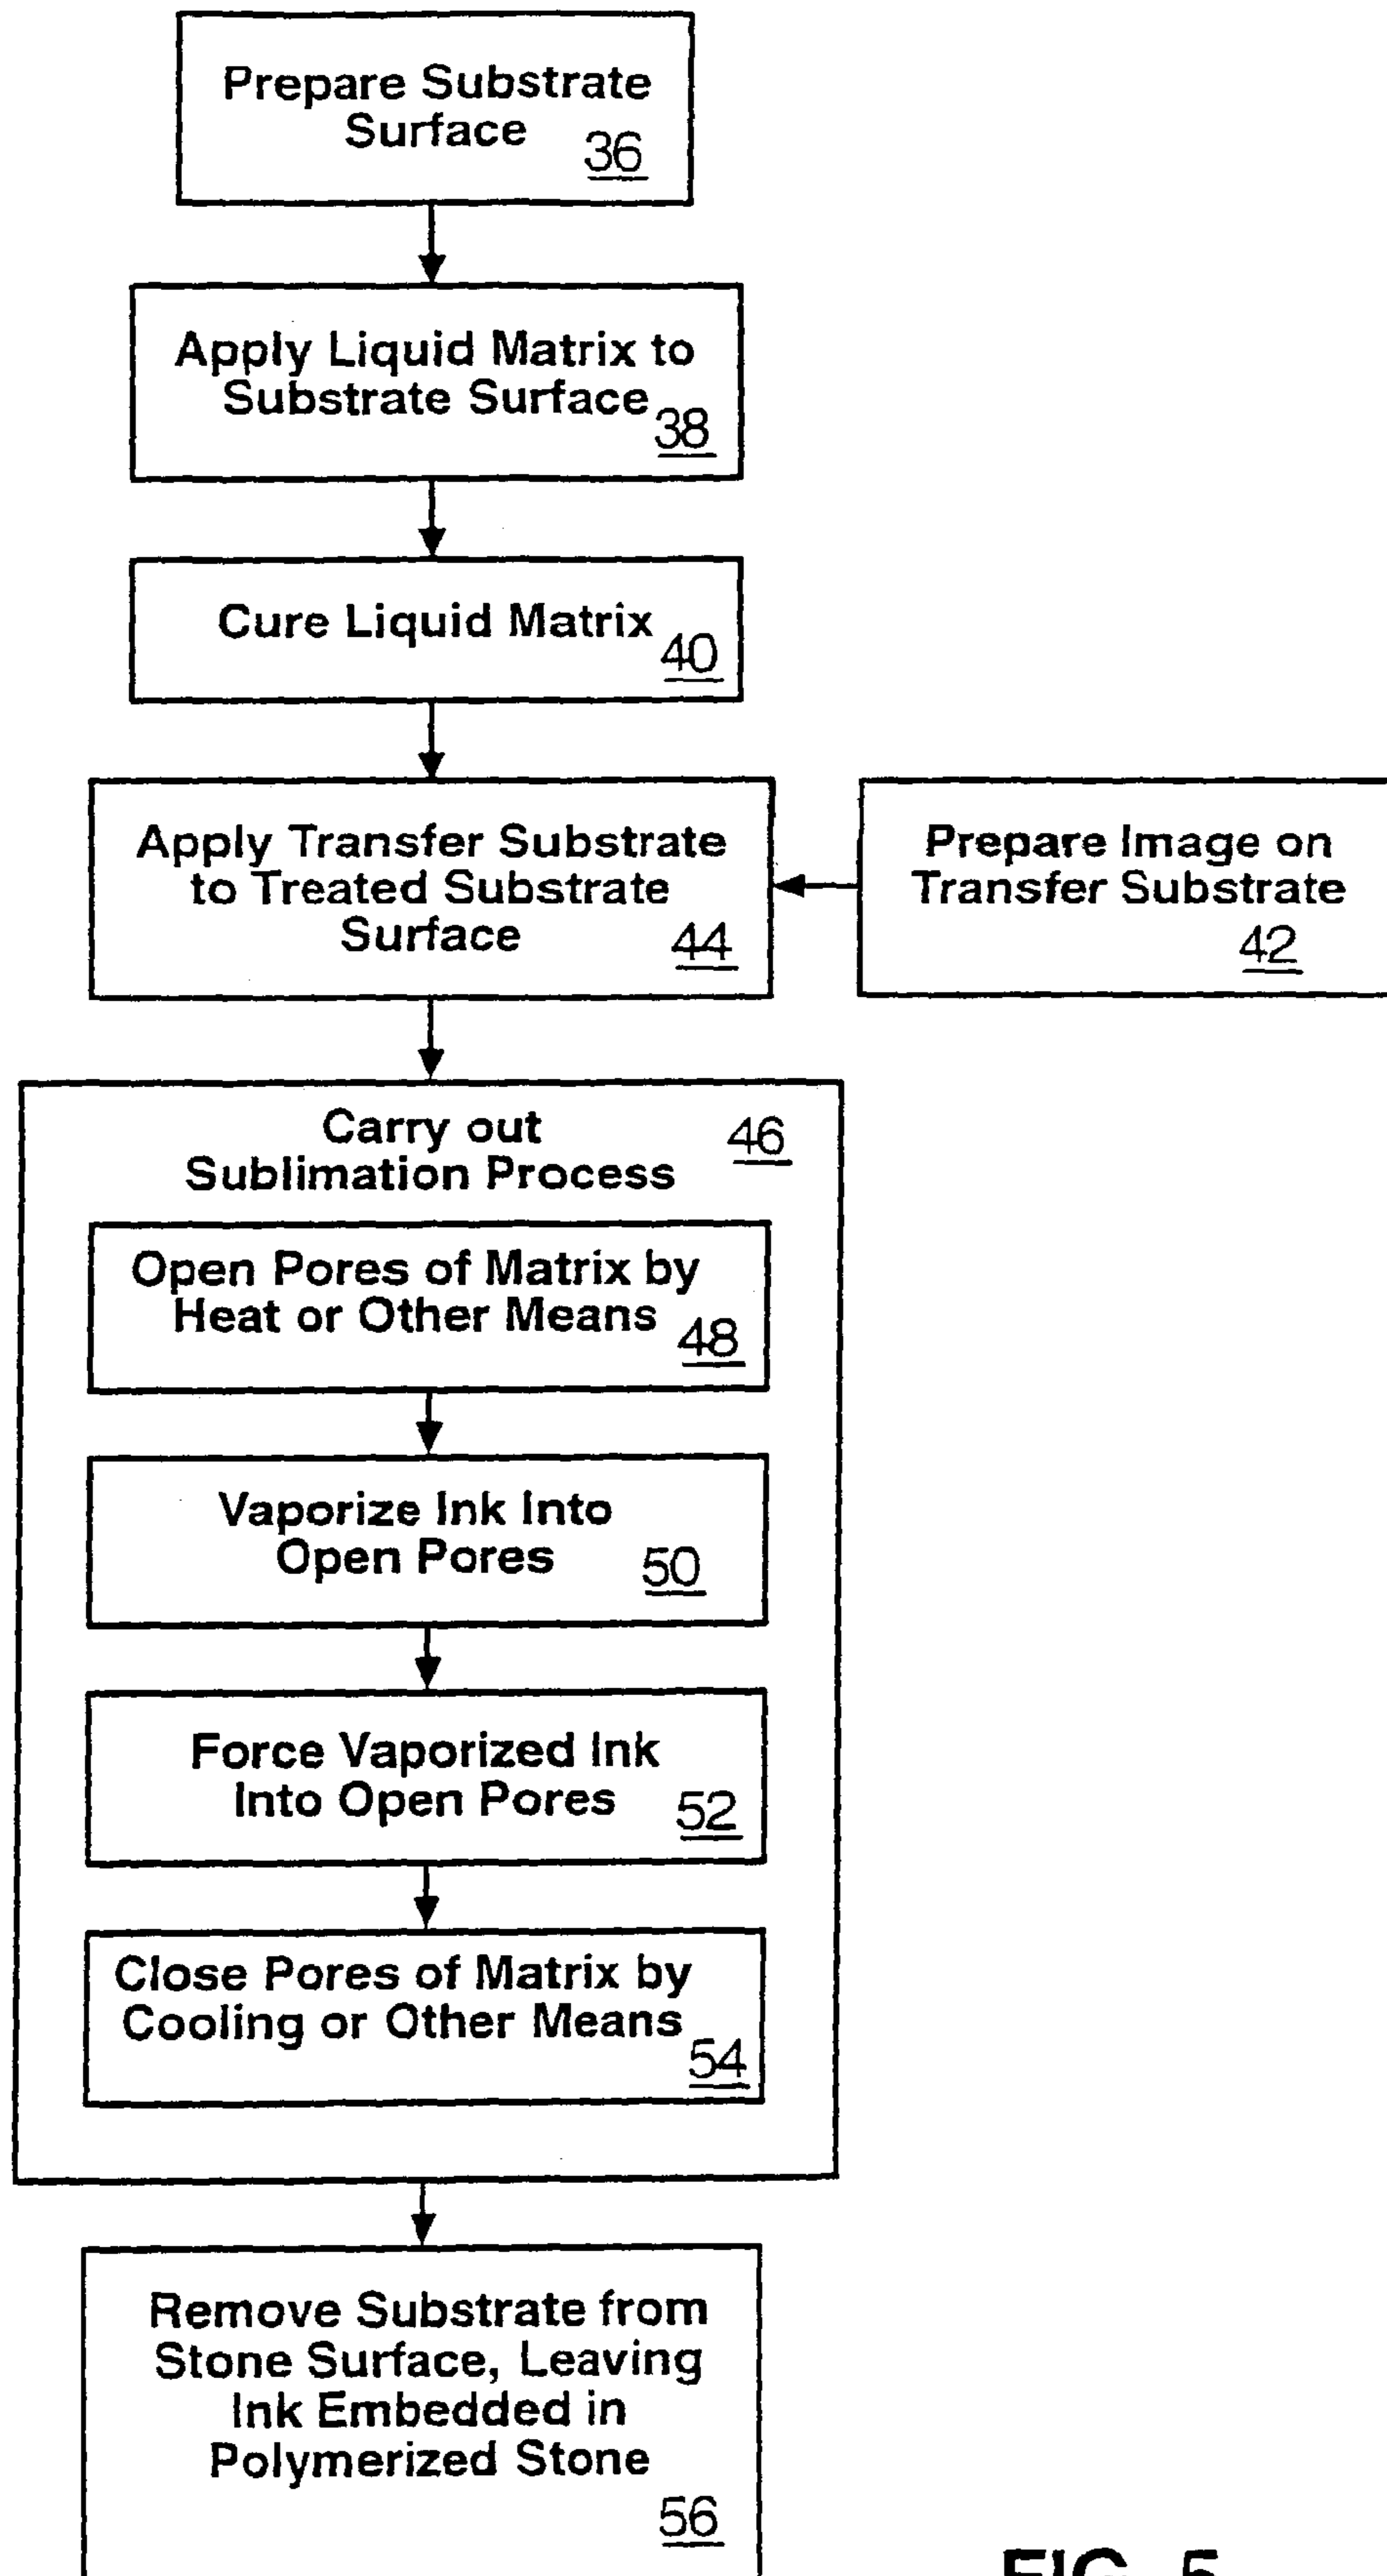 Prepare Substrate
Surface
36
Apply Liquid Matrix to
Substrate Surface
38
Cure Liquid Matrix
40
Apply Transfer Substrate
to Treated Substrate
Surface
44
Prepare Image on
Transfer Substrate
42
Carry out
Sublimation Process
46
Open Pores of Matrix by
Heat or Other Means
48
Vaporize Ink Into
Open Pores
50
Force Vaporized Ink
Into Open Pores
52
Close Pores of Matrix by
Cooling or Other Means
54
Remove Substrate from
Stone Surface, Leaving
Ink Embedded in
Polymerized Stone
56
FIG. 5